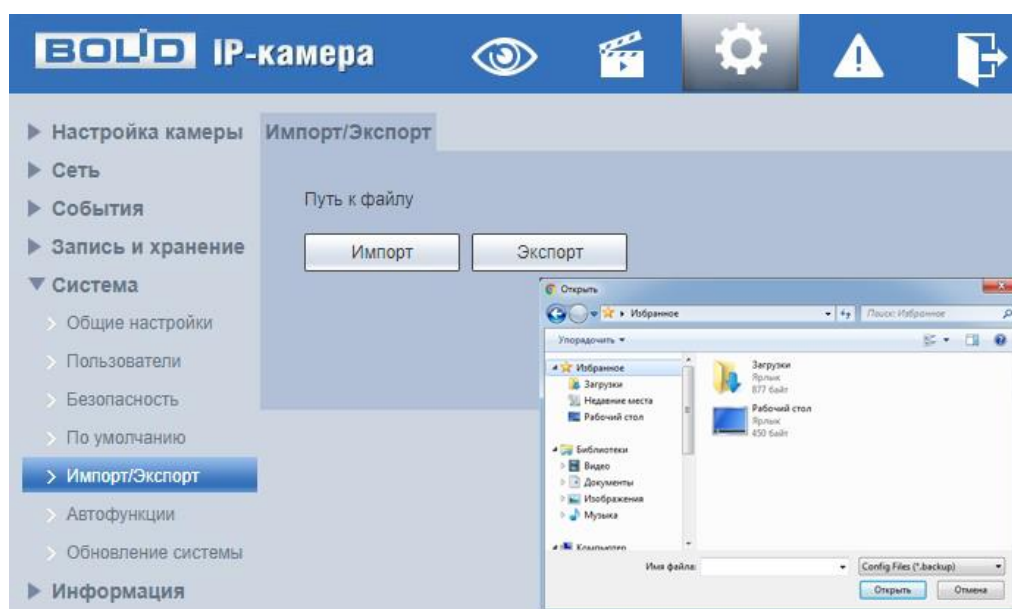 BOLID IP-камера
Настройка камеры
Сеть
События
Запись и хранение
Система
Общие настройки
Пользователи
Безопасность
По умолчанию
Импорт/Экспорт
Автофункции
Обновление системы
Информация
Импорт/Экспорт
Путь к файлу
Импорт Экспорт
Открыть
Избранное
Поиск: Избранное
Упорядочить
Избранное
Загрузки
Недавние места
Рабочий стол
Библиотеки
Видео
Документы
Изображения
Музыка
Компьютер
Загрузки
Ярлык
877 байт
Рабочий стол
Ярлык
450 байт
Имя файла:
Config Files (*.backup)
Открыть Отмена